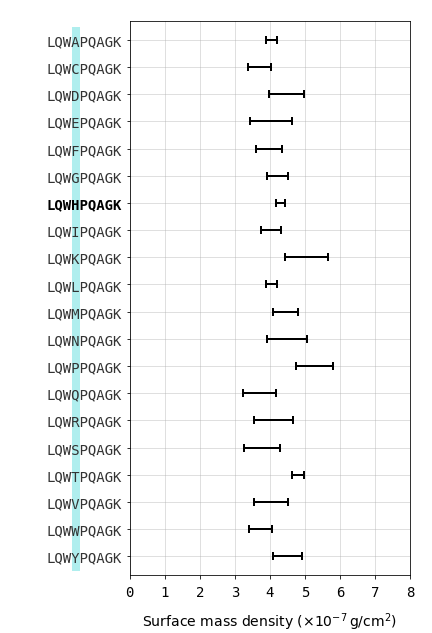 LQWAPQAGK
LQWCPQAGK
LQWDPQAGK
LQWEPQAGK
LQWFPQAGK
LQWGPQAGK
LQWHPQAGK
LQWIPQAGK
LQWKPQAGK
LQWLPQAGK
LQWMPQAGK
LQWNPQAGK
LQWPPQAGK
LQWQPQAGK
LQWRPQAGK
LQWSPQAGK
LQWTPQAGK
LQWVPQAGK
LQWWPQAGK
LQWYPQAGK
0 1 2 3 4 5 6 7 8
Surface mass density (×10⁻⁷ g/cm²)